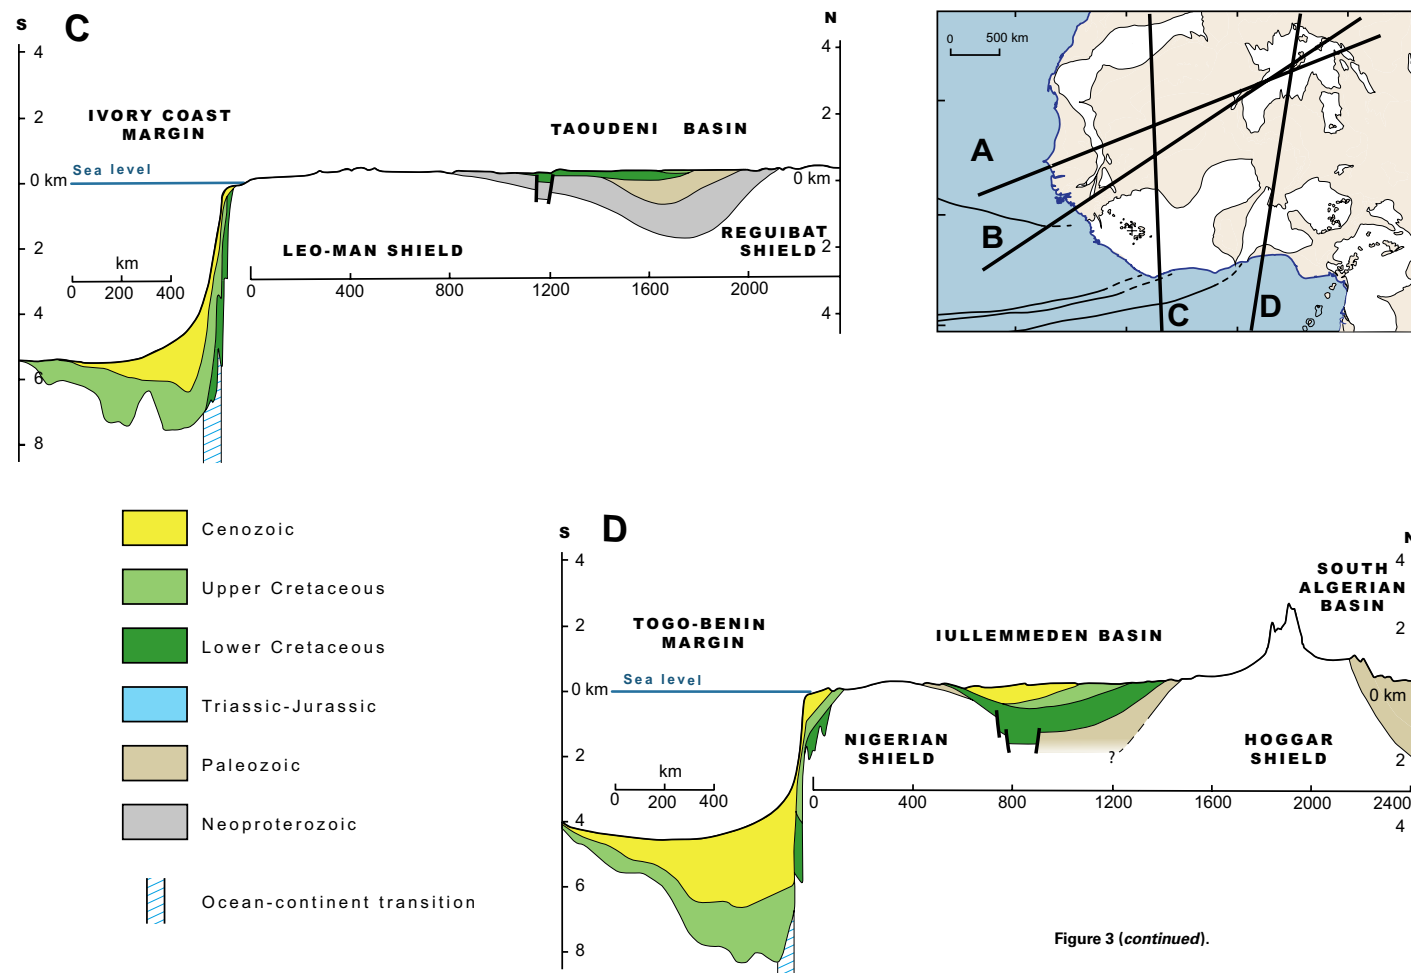 S
C
N
4
2
0 km
2
4
6
8
IVORY COAST
MARGIN
Sea level
TAOUDENI BASIN
4
2
0 km
2
4
LEO-MAN SHIELD
REGUIBAT
SHIELD
km
0 200 400
0 400 800 1200 1600 2000
0 500 km
A
B
C
D
Cenozoic
Upper Cretaceous
Lower Cretaceous
Triassic-Jurassic
Paleozoic
Neoproterozoic
Ocean-continent transition
S
D
N
4
2
0 km
2
4
6
8
TOGO-BENIN
MARGIN
Sea level
IULLEMMEDEN BASIN
SOUTH
ALGERIAN
BASIN
4
2
0 km
2
4
NIGERIAN
SHIELD
?
HOGGAR
SHIELD
km
0 200 400
0 400 800 1200 1600 2000 2400
Figure 3 (continued).